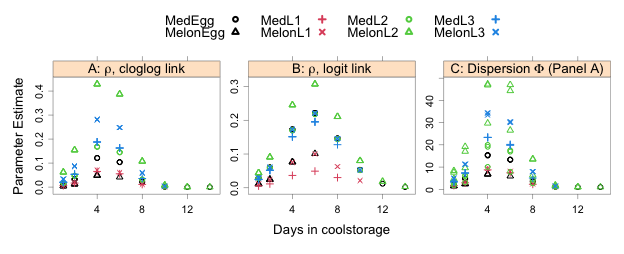 MedEgg MedL1 MedL2 MedL3
MelonEgg MelonL1 MelonL2 MelonL3
A: ρ, cloglog link B: ρ, logit link C: Dispersion Φ (Panel A)
Parameter Estimate
0.0 0.1 0.2 0.3 0.4
0.0 0.1 0.2 0.3
0 10 20 30 40
4 8 12 4 8 12 4 8 12
Days in coolstorage